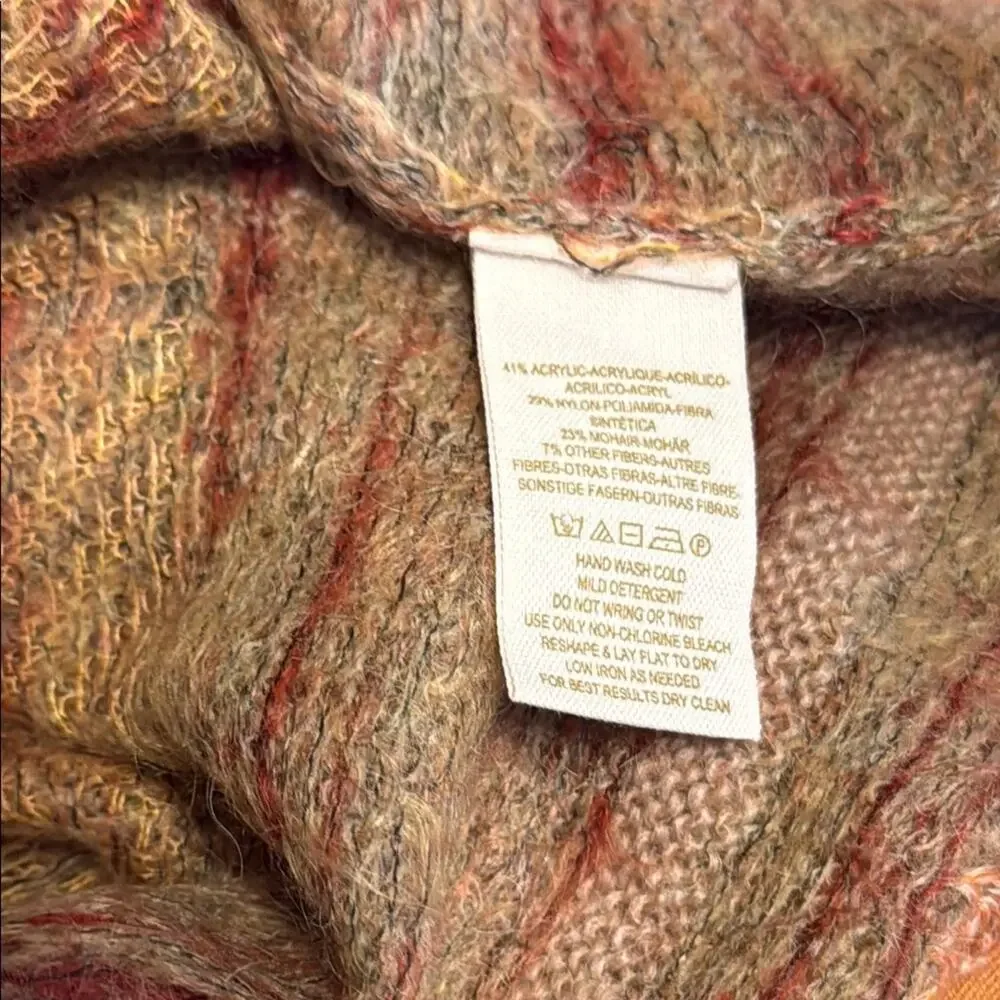 41% ACRYLIC-ACRYLIQUE-ACRÍLICO-
ACRILICO-ACRYL
29% NYLON-POLIAMIDA-FIBRA
SINTÉTICA
23% MOHAIR-MOHÄR
7% OTHER FIBERS-AUTRES
FIBRES-OTRAS FIBRAS-ALTRE FIBRE-
SONSTIGE FASERN-OUTRAS FIBRAS
P
HAND WASH COLD
MILD DETERGENT
DO NOT WRING OR TWIST
USE ONLY NON-CHLORINE BLEACH
RESHAPE & LAY FLAT TO DRY
LOW IRON AS NEEDED
FOR BEST RESULTS DRY CLEAN